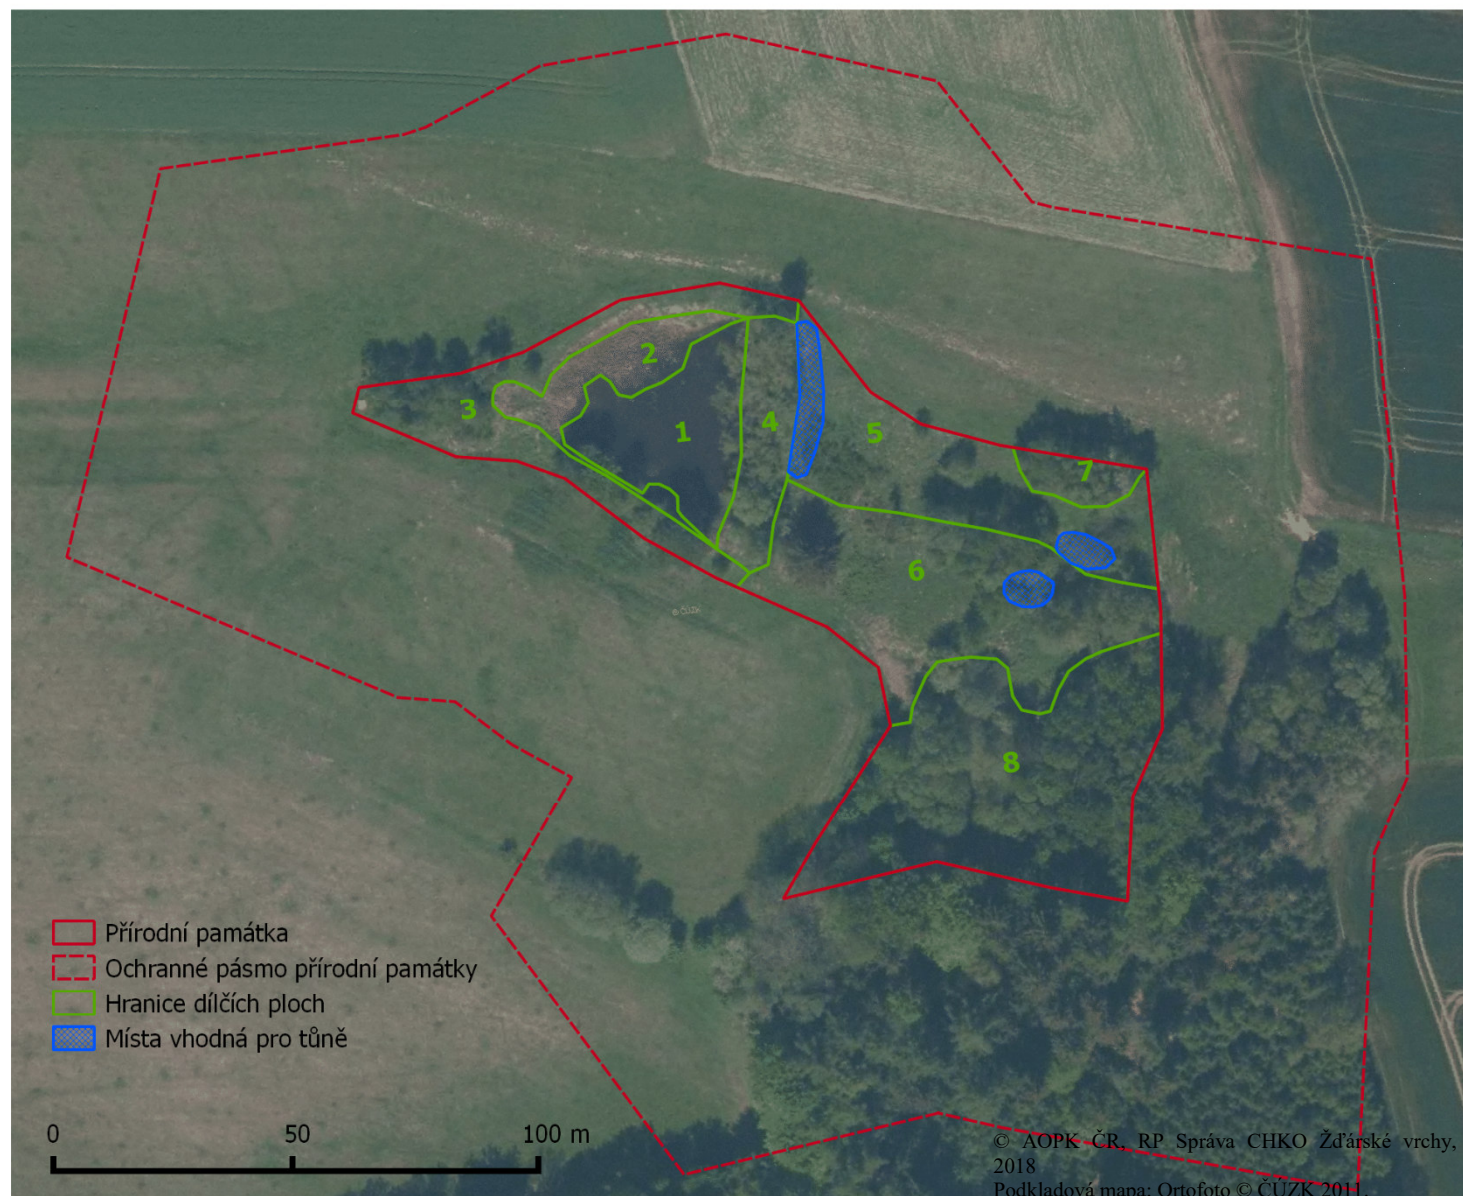 2
3
1
4
5
7
6
© ČÚZK
8
Přírodní památka
Ochranné pásmo přírodní památky
Hranice dílčích ploch
Místa vhodná pro tůně
0 50 100 m
© AOPK ČR, RP Správa CHKO Žďárské vrchy,
2018
Podkladová mapa: Ortofoto © ČUZK 2011.